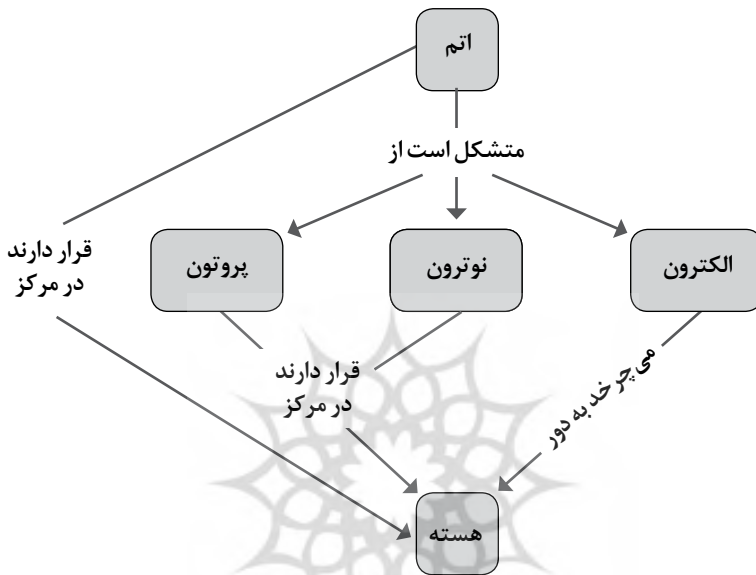 اتم
متشکل است از
الکترون
نوترون
پروتون
قرار دارند
در مرکز
قرار دارند
در مرکز
می‌چرخد به دور
هسته